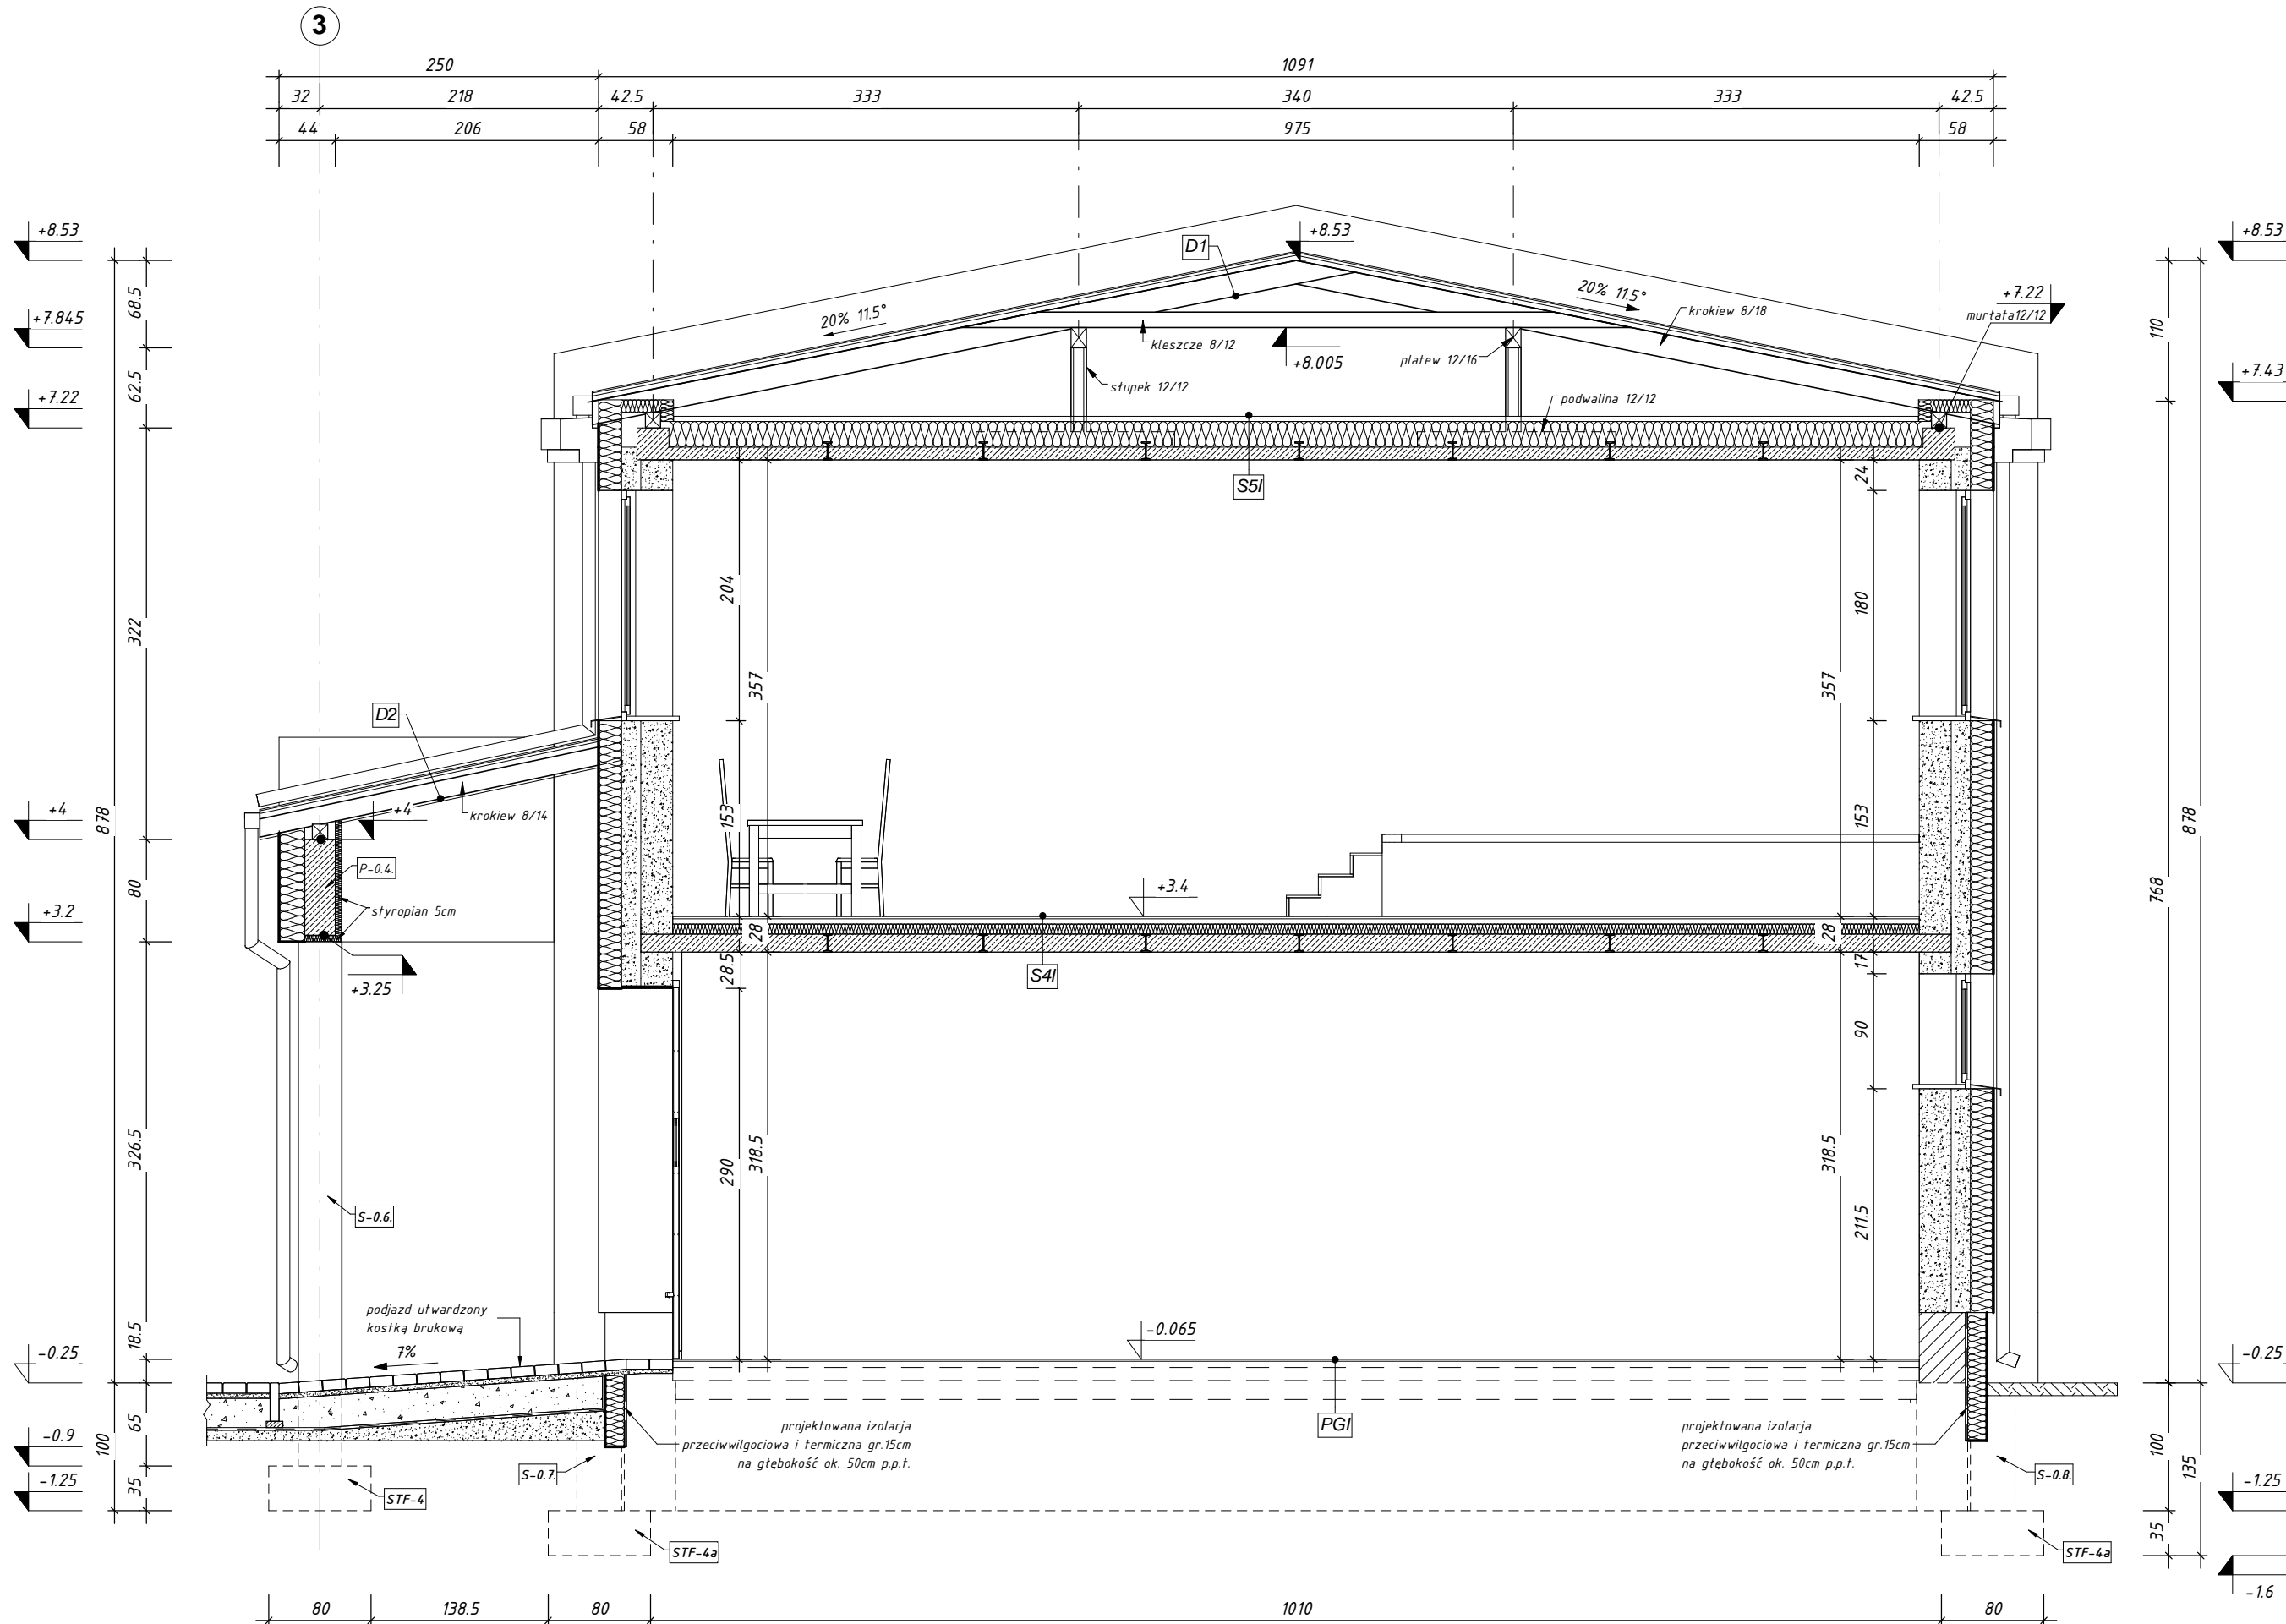 3
250
1091
32
218
42.5
333
340
333
42.5
44
206
58
975
58
+8.53
+7.845
+7.22
+4
+3.2
-0.25
-0.9
-1.25
878
100
68.5
62.5
322
80
326.5
18.5
65
35
D1
+8.53
20% 11.5°
20% 11.5°
krokiew 8/18
+7.22
murłata12/12
kleszcze 8/12
+8.005
płatew 12/16
słupek 12/12
podwalina 12/12
S5I
D2
krokiew 8/14
+4
P-0.4.
styropian 5cm
+3.25
S-0.6.
204
357
153
28
28.5
290
318.5
+3.4
S4I
24
180
357
153
28
17
90
318.5
211.5
podjazd utwardzony
kostką brukową
7%
-0.065
PGI
projektowana izolacja
przeciwwilgociowa i termiczna gr.15cm
na głębokość ok. 50cm p.p.t.
projektowana izolacja
przeciwwilgociowa i termiczna gr.15cm
na głębokość ok. 50cm p.p.t.
S-0.7.
S-0.8.
STF-4
STF-4a
STF-4a
+8.53
+7.43
-0.25
-1.25
-1.6
110
768
878
100
135
35
80
138.5
80
1010
80